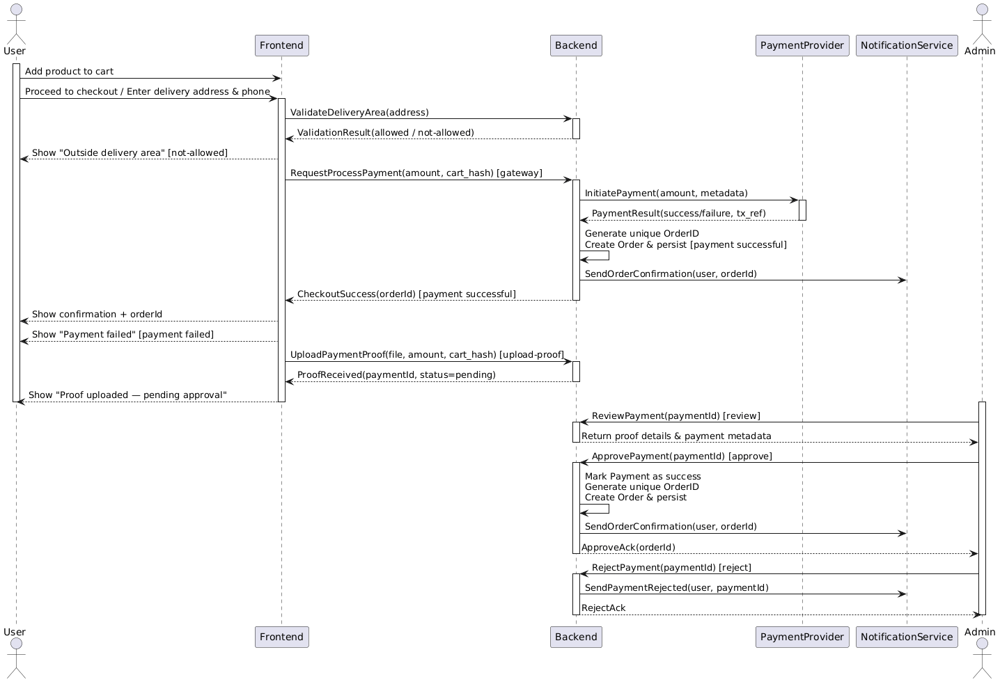 User
Frontend
Backend
PaymentProvider
NotificationService
Admin
Add product to cart
Proceed to checkout / Enter delivery address & phone
ValidateDeliveryArea(address)
ValidationResult(allowed / not-allowed)
Show "Outside delivery area" [not-allowed]
RequestProcessPayment(amount, cart_hash) [gateway]
InitiatePayment(amount, metadata)
PaymentResult(success/failure, tx_ref)
Generate unique OrderID
Create Order & persist [payment successful]
SendOrderConfirmation(user, orderId)
CheckoutSuccess(orderId) [payment successful]
Show confirmation + orderId
Show "Payment failed" [payment failed]
UploadPaymentProof(file, amount, cart_hash) [upload-proof]
ProofReceived(paymentId, status=pending)
Show "Proof uploaded — pending approval"
ReviewPayment(paymentId) [review]
Return proof details & payment metadata
ApprovePayment(paymentId) [approve]
Mark Payment as success
Generate unique OrderID
Create Order & persist
SendOrderConfirmation(user, orderId)
ApproveAck(orderId)
RejectPayment(paymentId) [reject]
SendPaymentRejected(user, paymentId)
RejectAck
User
Frontend
Backend
PaymentProvider
NotificationService
Admin